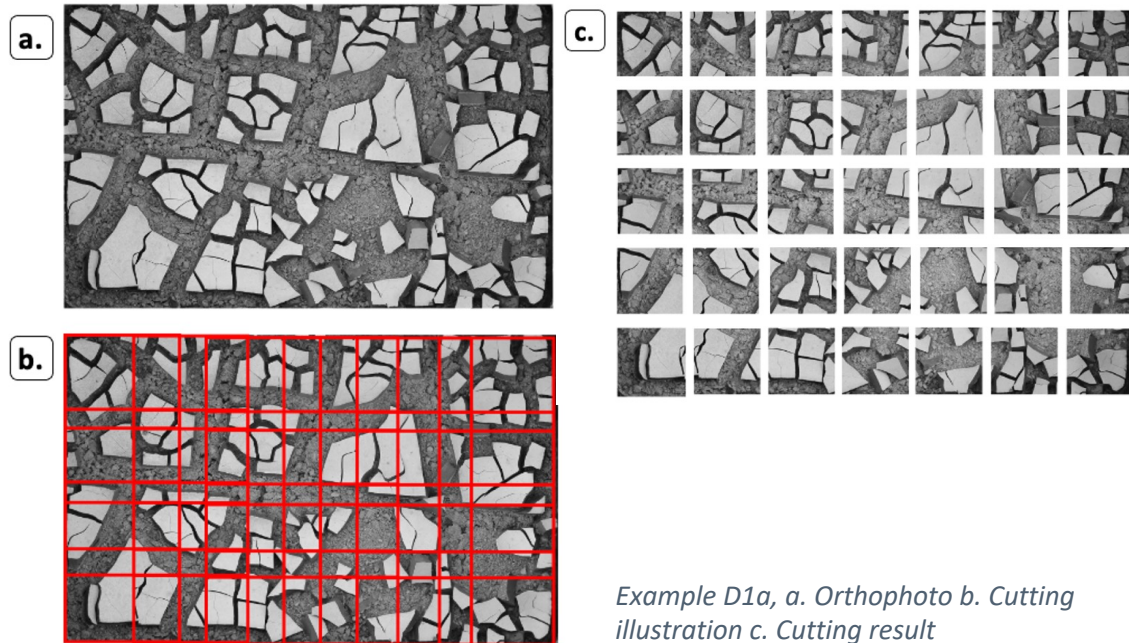 a.
c.
b.
Example D1a, a. Orthophoto b. Cutting
illustration c. Cutting result